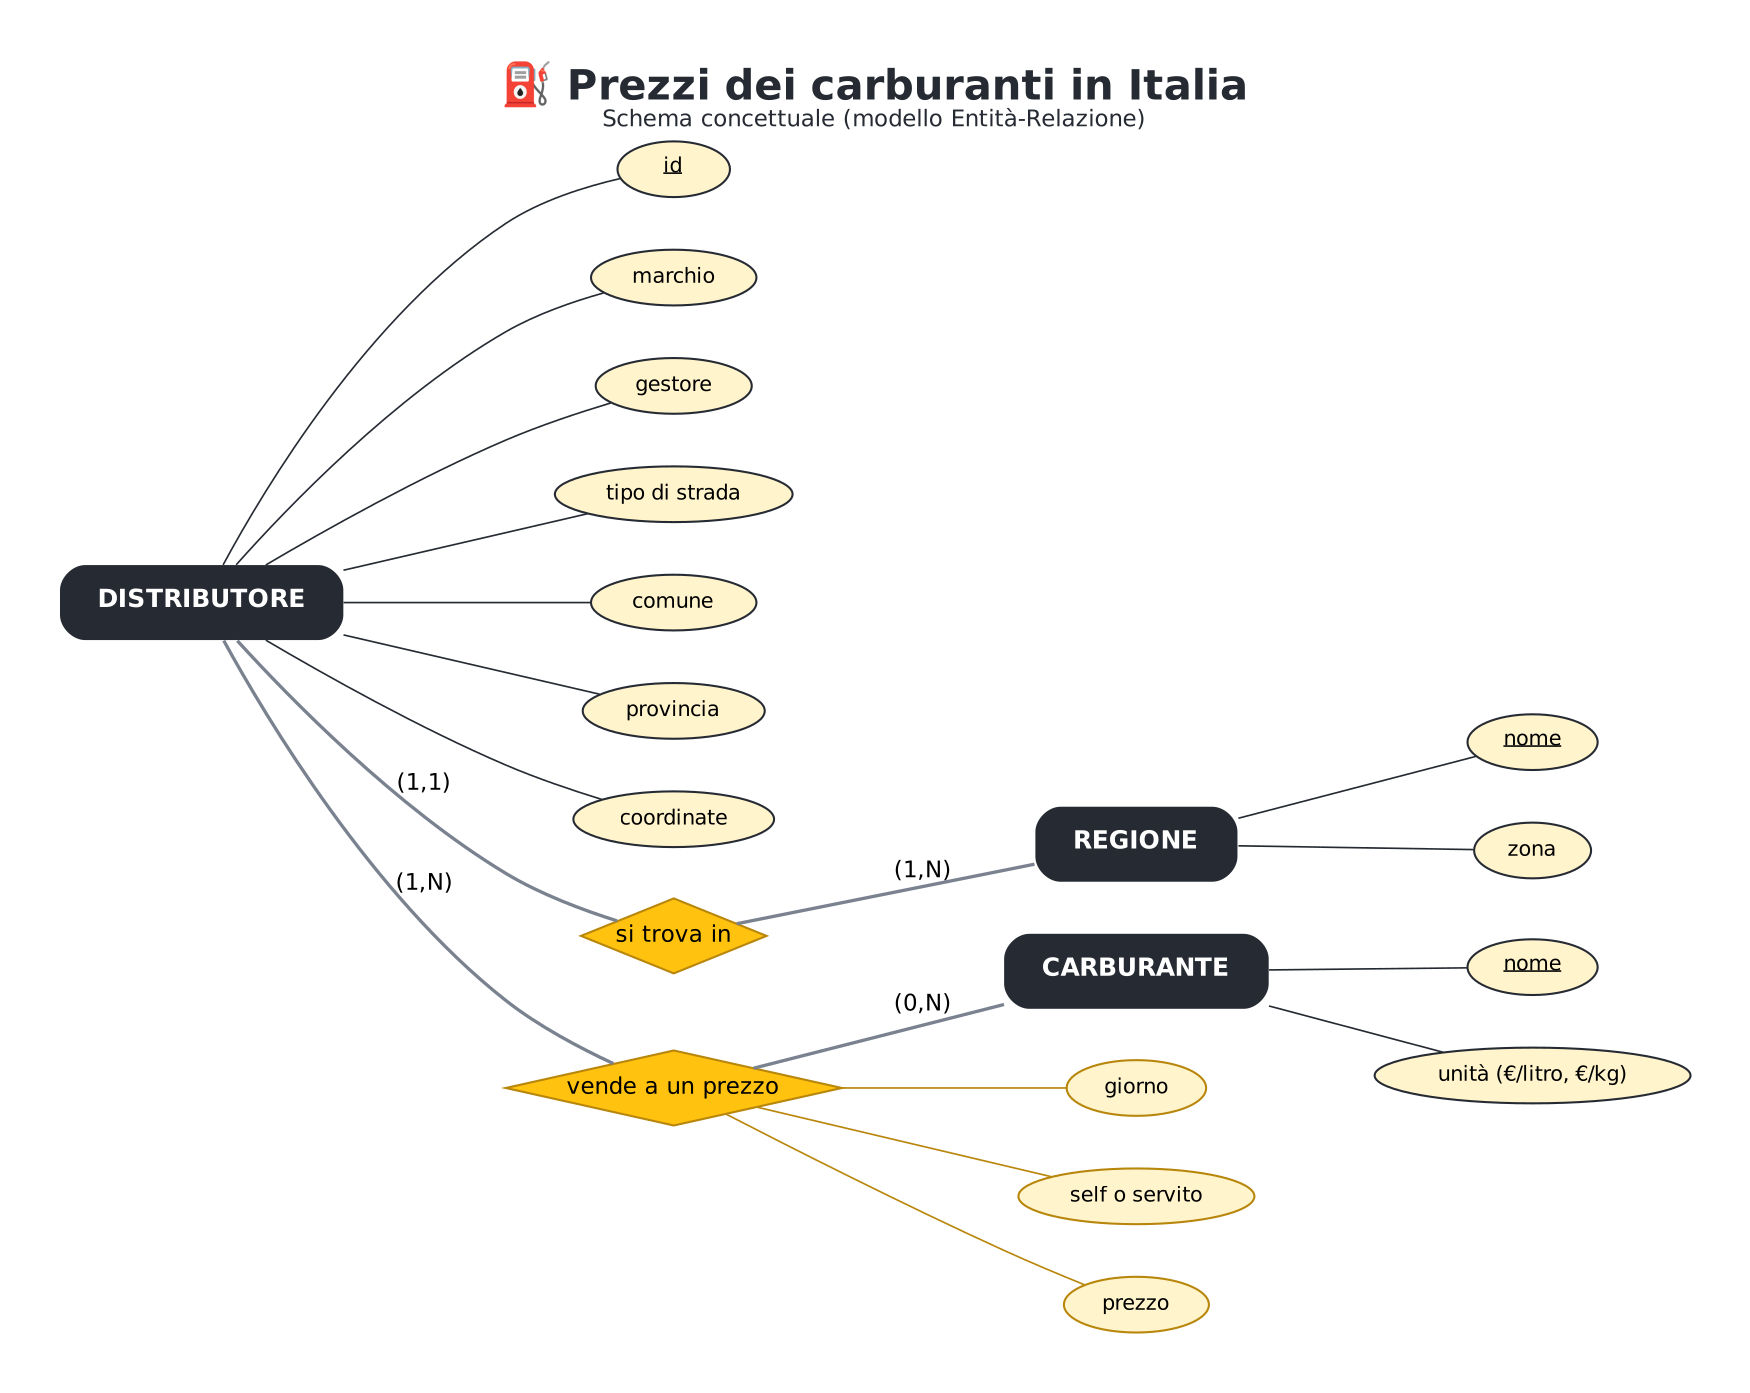 Prezzi dei carburanti in Italia
Schema concettuale (modello Entità-Relazione)
id
marchio
gestore
tipo di strada
DISTRIBUTORE
comune
provincia
nome
(1,1)
coordinate
REGIONE
zona
(1,N)
(1,N)
si trova in
CARBURANTE
nome
(0,N)
vende a un prezzo
giorno
unità (€/litro, €/kg)
self o servito
prezzo